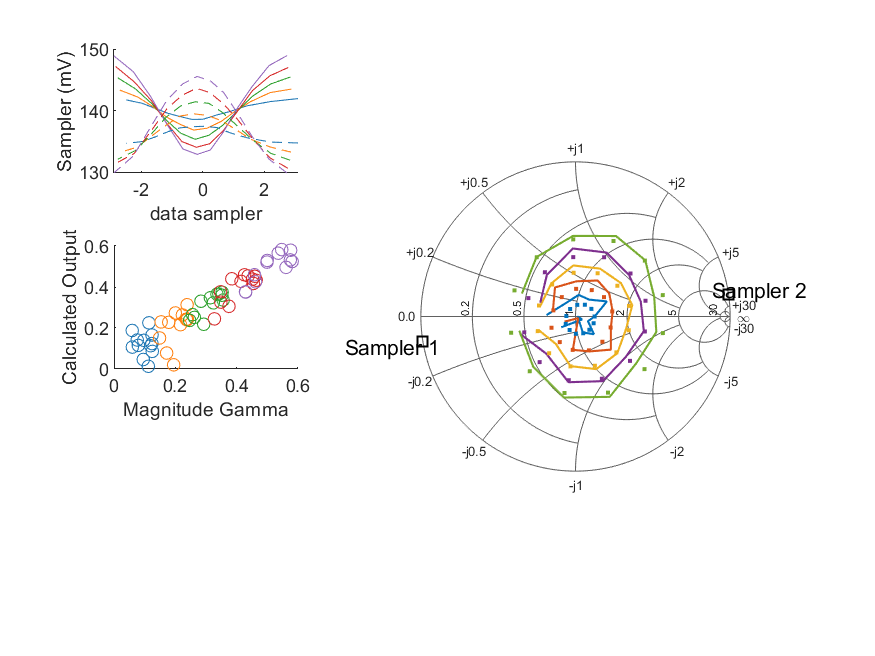 150
140
130
Sampler (mV)
-2 0 2
data sampler
0.6
0.4
0.2
0
Calculated Output
0 0.2 0.4 0.6
Magnitude Gamma
+j1
+j0.5 +j2
+j0.2 +j5
Sampler 2
+j30
0.0 0.2 0.5 1 2 5 30 ∞
-j30
Sampler 1
-j0.2 -j5
-j0.5 -j2
-j1